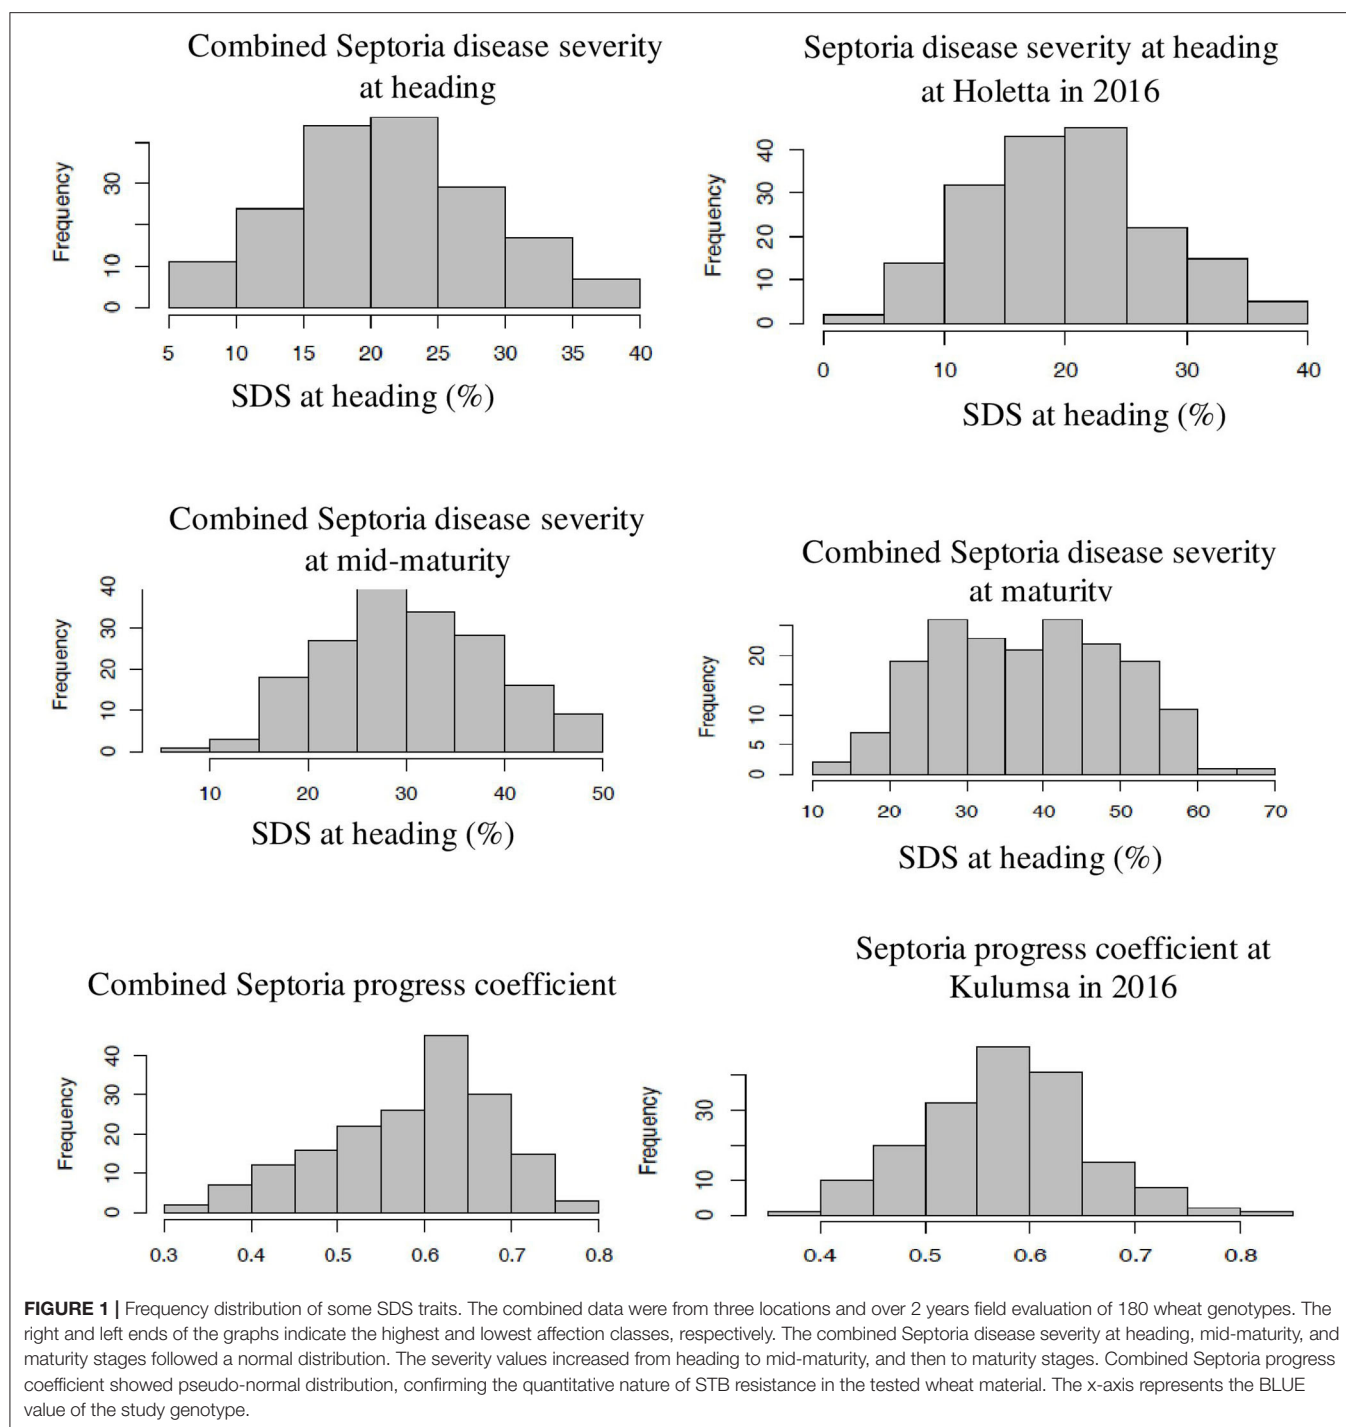 Combined Septoria disease severity
at heading
Frequency
0
10
30
5 10 15 20 25 30 35 40
SDS at heading (%)
Septoria disease severity at heading
at Holetta in 2016
Frequency
0
10
20
30
40
0 10 20 30 40
SDS at heading (%)
Combined Septoria disease severity
at mid-maturity
Frequency
0
10
20
30
40
10 20 30 40 50
SDS at heading (%)
Combined Septoria disease severity
at maturity
Frequency
0
5
10
20
10 20 30 40 50 60 70
SDS at heading (%)
Combined Septoria progress coefficient
Frequency
0
10
20
30
40
0.3 0.4 0.5 0.6 0.7 0.8
Septoria progress coefficient at
Kulumsa in 2016
Frequency
0
10
30
0.4 0.5 0.6 0.7 0.8
FIGURE 1 | Frequency distribution of some SDS traits. The combined data were from three locations and over 2 years field evaluation of 180 wheat genotypes. The
right and left ends of the graphs indicate the highest and lowest affection classes, respectively. The combined Septoria disease severity at heading, mid-maturity, and
maturity stages followed a normal distribution. The severity values increased from heading to mid-maturity, and then to maturity stages. Combined Septoria progress
coefficient showed pseudo-normal distribution, confirming the quantitative nature of STB resistance in the tested wheat material. The x-axis represents the BLUE
value of the study genotype.